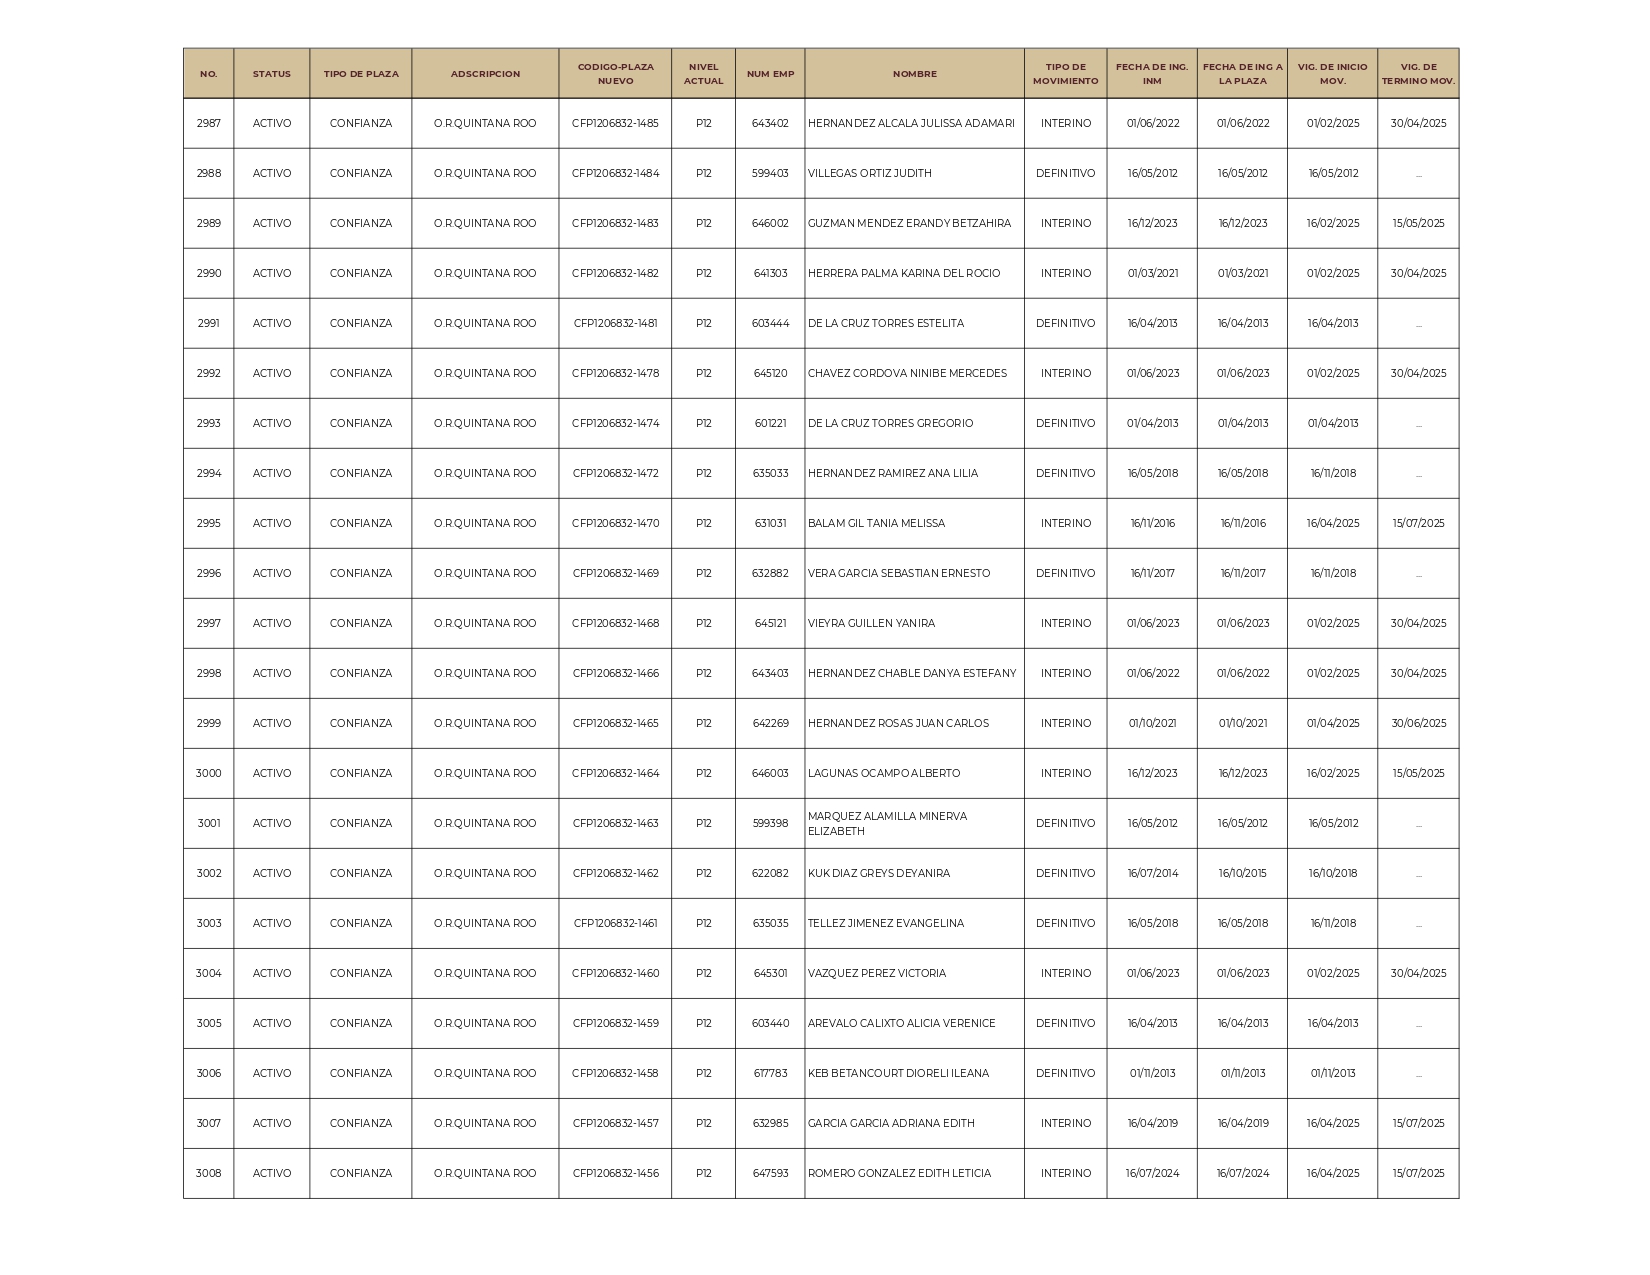 NO. STATUS TIPO DE PLAZA ADSCRIPCION CODIGO-PLAZA NUEVO NIVEL ACTUAL NUM EMP NOMBRE TIPO DE MOVIMIENTO FECHA DE ING. INM FECHA DE ING A LA PLAZA VIG. DE INICIO MOV. VIG. DE TERMINO MOV.
2987 ACTIVO CONFIANZA O.R.QUINTANA ROO CFP1206832-1485 P12 643402 HERNANDEZ ALCALA JULISSA ADAMARI INTERINO 01/06/2022 01/06/2022 01/02/2025 30/04/2025
2988 ACTIVO CONFIANZA O.R.QUINTANA ROO CFP1206832-1484 P12 599403 VILLEGAS ORTIZ JUDITH DEFINITIVO 16/05/2012 16/05/2012 16/05/2012 ...
2989 ACTIVO CONFIANZA O.R.QUINTANA ROO CFP1206832-1483 P12 646002 GUZMAN MENDEZ ERANDY BETZAHIRA INTERINO 16/12/2023 16/12/2023 16/02/2025 15/05/2025
2990 ACTIVO CONFIANZA O.R.QUINTANA ROO CFP1206832-1482 P12 641303 HERRERA PALMA KARINA DEL ROCIO INTERINO 01/03/2021 01/03/2021 01/02/2025 30/04/2025
2991 ACTIVO CONFIANZA O.R.QUINTANA ROO CFP1206832-1481 P12 603444 DE LA CRUZ TORRES ESTELITA DEFINITIVO 16/04/2013 16/04/2013 16/04/2013 ...
2992 ACTIVO CONFIANZA O.R.QUINTANA ROO CFP1206832-1478 P12 645120 CHAVEZ CORDOVA NINIBE MERCEDES INTERINO 01/06/2023 01/06/2023 01/02/2025 30/04/2025
2993 ACTIVO CONFIANZA O.R.QUINTANA ROO CFP1206832-1474 P12 601221 DE LA CRUZ TORRES GREGORIO DEFINITIVO 01/04/2013 01/04/2013 01/04/2013 ...
2994 ACTIVO CONFIANZA O.R.QUINTANA ROO CFP1206832-1472 P12 635033 HERNANDEZ RAMIREZ ANA LILIA DEFINITIVO 16/05/2018 16/05/2018 16/11/2018 ...
2995 ACTIVO CONFIANZA O.R.QUINTANA ROO CFP1206832-1470 P12 631031 BALAM GIL TANIA MELISSA INTERINO 16/11/2016 16/11/2016 16/04/2025 15/07/2025
2996 ACTIVO CONFIANZA O.R.QUINTANA ROO CFP1206832-1469 P12 632882 VERA GARCIA SEBASTIAN ERNESTO DEFINITIVO 16/11/2017 16/11/2017 16/11/2018 ...
2997 ACTIVO CONFIANZA O.R.QUINTANA ROO CFP1206832-1468 P12 645121 VIEYRA GUILLEN YANIRA INTERINO 01/06/2023 01/06/2023 01/02/2025 30/04/2025
2998 ACTIVO CONFIANZA O.R.QUINTANA ROO CFP1206832-1466 P12 643403 HERNANDEZ CHABLE DANYA ESTEFANY INTERINO 01/06/2022 01/06/2022 01/02/2025 30/04/2025
2999 ACTIVO CONFIANZA O.R.QUINTANA ROO CFP1206832-1465 P12 642269 HERNANDEZ ROSAS JUAN CARLOS INTERINO 01/10/2021 01/10/2021 01/04/2025 30/06/2025
3000 ACTIVO CONFIANZA O.R.QUINTANA ROO CFP1206832-1464 P12 646003 LAGUNAS OCAMPO ALBERTO INTERINO 16/12/2023 16/12/2023 16/02/2025 15/05/2025
3001 ACTIVO CONFIANZA O.R.QUINTANA ROO CFP1206832-1463 P12 599398 MARQUEZ ALAMILLA MINERVA ELIZABETH DEFINITIVO 16/05/2012 16/05/2012 16/05/2012 ...
3002 ACTIVO CONFIANZA O.R.QUINTANA ROO CFP1206832-1462 P12 622082 KUK DIAZ GREYS DEYANIRA DEFINITIVO 16/07/2014 16/10/2015 16/10/2018 ...
3003 ACTIVO CONFIANZA O.R.QUINTANA ROO CFP1206832-1461 P12 635035 TELLEZ JIMENEZ EVANGELINA DEFINITIVO 16/05/2018 16/05/2018 16/11/2018 ...
3004 ACTIVO CONFIANZA O.R.QUINTANA ROO CFP1206832-1460 P12 645301 VAZQUEZ PEREZ VICTORIA INTERINO 01/06/2023 01/06/2023 01/02/2025 30/04/2025
3005 ACTIVO CONFIANZA O.R.QUINTANA ROO CFP1206832-1459 P12 603440 AREVALO CALIXTO ALICIA VERENICE DEFINITIVO 16/04/2013 16/04/2013 16/04/2013 ...
3006 ACTIVO CONFIANZA O.R.QUINTANA ROO CFP1206832-1458 P12 617783 KEB BETANCOURT DIORELI ILEANA DEFINITIVO 01/11/2013 01/11/2013 01/11/2013 ...
3007 ACTIVO CONFIANZA O.R.QUINTANA ROO CFP1206832-1457 P12 632985 GARCIA GARCIA ADRIANA EDITH INTERINO 16/04/2019 16/04/2019 16/04/2025 15/07/2025
3008 ACTIVO CONFIANZA O.R.QUINTANA ROO CFP1206832-1456 P12 647593 ROMERO GONZALEZ EDITH LETICIA INTERINO 16/07/2024 16/07/2024 16/04/2025 15/07/2025